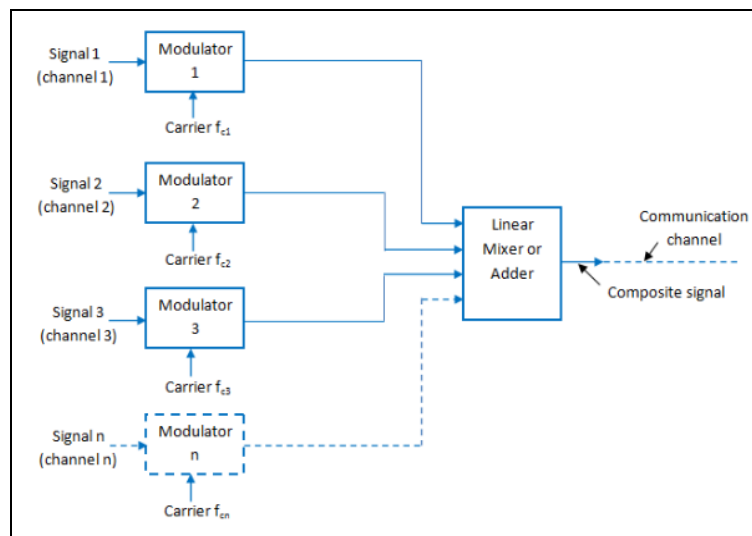 Signal 1
(channel 1)
Modulator
1
Carrier fc1
Signal 2
(channel 2)
Modulator
2
Carrier fc2
Linear
Mixer or
Adder
Communication
channel
Composite signal
Signal 3
(channel 3)
Modulator
3
Carrier fc3
Signal n
(channel n)
Modulator
n
Carrier fcn